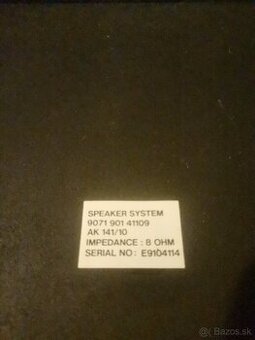 SPEAKER SYSTEM
9071 901 41109
AK 141/10
IMPEDANCE : 8 OHM
SERIAL NO: E9104114
Bazos.sk